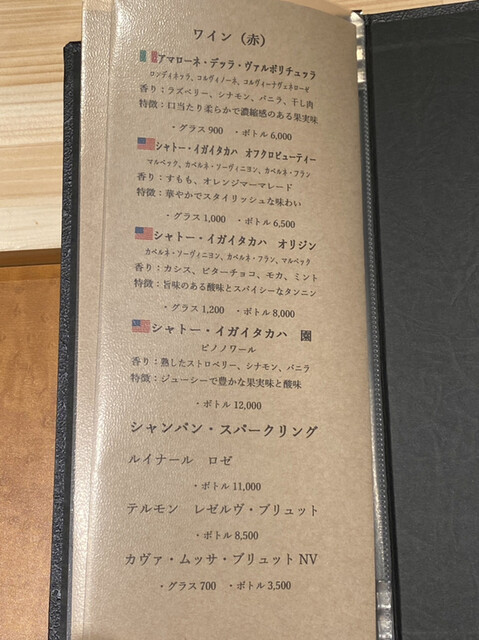 ワイン（赤）
アマローネ・デッラ・ヴァルポリチェッラ
ロンディネッラ、コルヴィノーネ、コルヴィーナヴェネローゼ
香り：ラズベリー、シナモン、バニラ、干し肉
特徴：口当たり柔らかで濃縮感のある果実味
・グラス 900 ・ボトル 6,000
シャトー・イガイタカハ オフクロビューティー
マルベック、カベルネ・ソーヴィニヨン、カベルネ・フラン
香り：すもも、オレンジマーマレード
特徴：華やかでスタイリッシュな味わい
・グラス 1,000 ・ボトル 6,500
シャトー・イガイタカハ オリジン
カベルネ・ソーヴィニヨン、カベルネ・フラン、マルベック
香り：カシス、ビターチョコ、モカ、ミント
特徴：旨味のある酸味とスパイシーなタンニン
・グラス 1,200 ・ボトル 8,000
シャトー・イガイタカハ 園
ピノノワール
香り：熟したストロベリー、シナモン、バニラ
特徴：ジューシーで豊かな果実味と酸味
・ボトル 12,000
シャンパン・スパークリング
ルイナール ロゼ
・ボトル 11,000
テルモン レゼルヴ・ブリュット
・ボトル 8,500
カヴァ・ムッサ・ブリュット NV
・グラス 700 ・ボトル 3,500